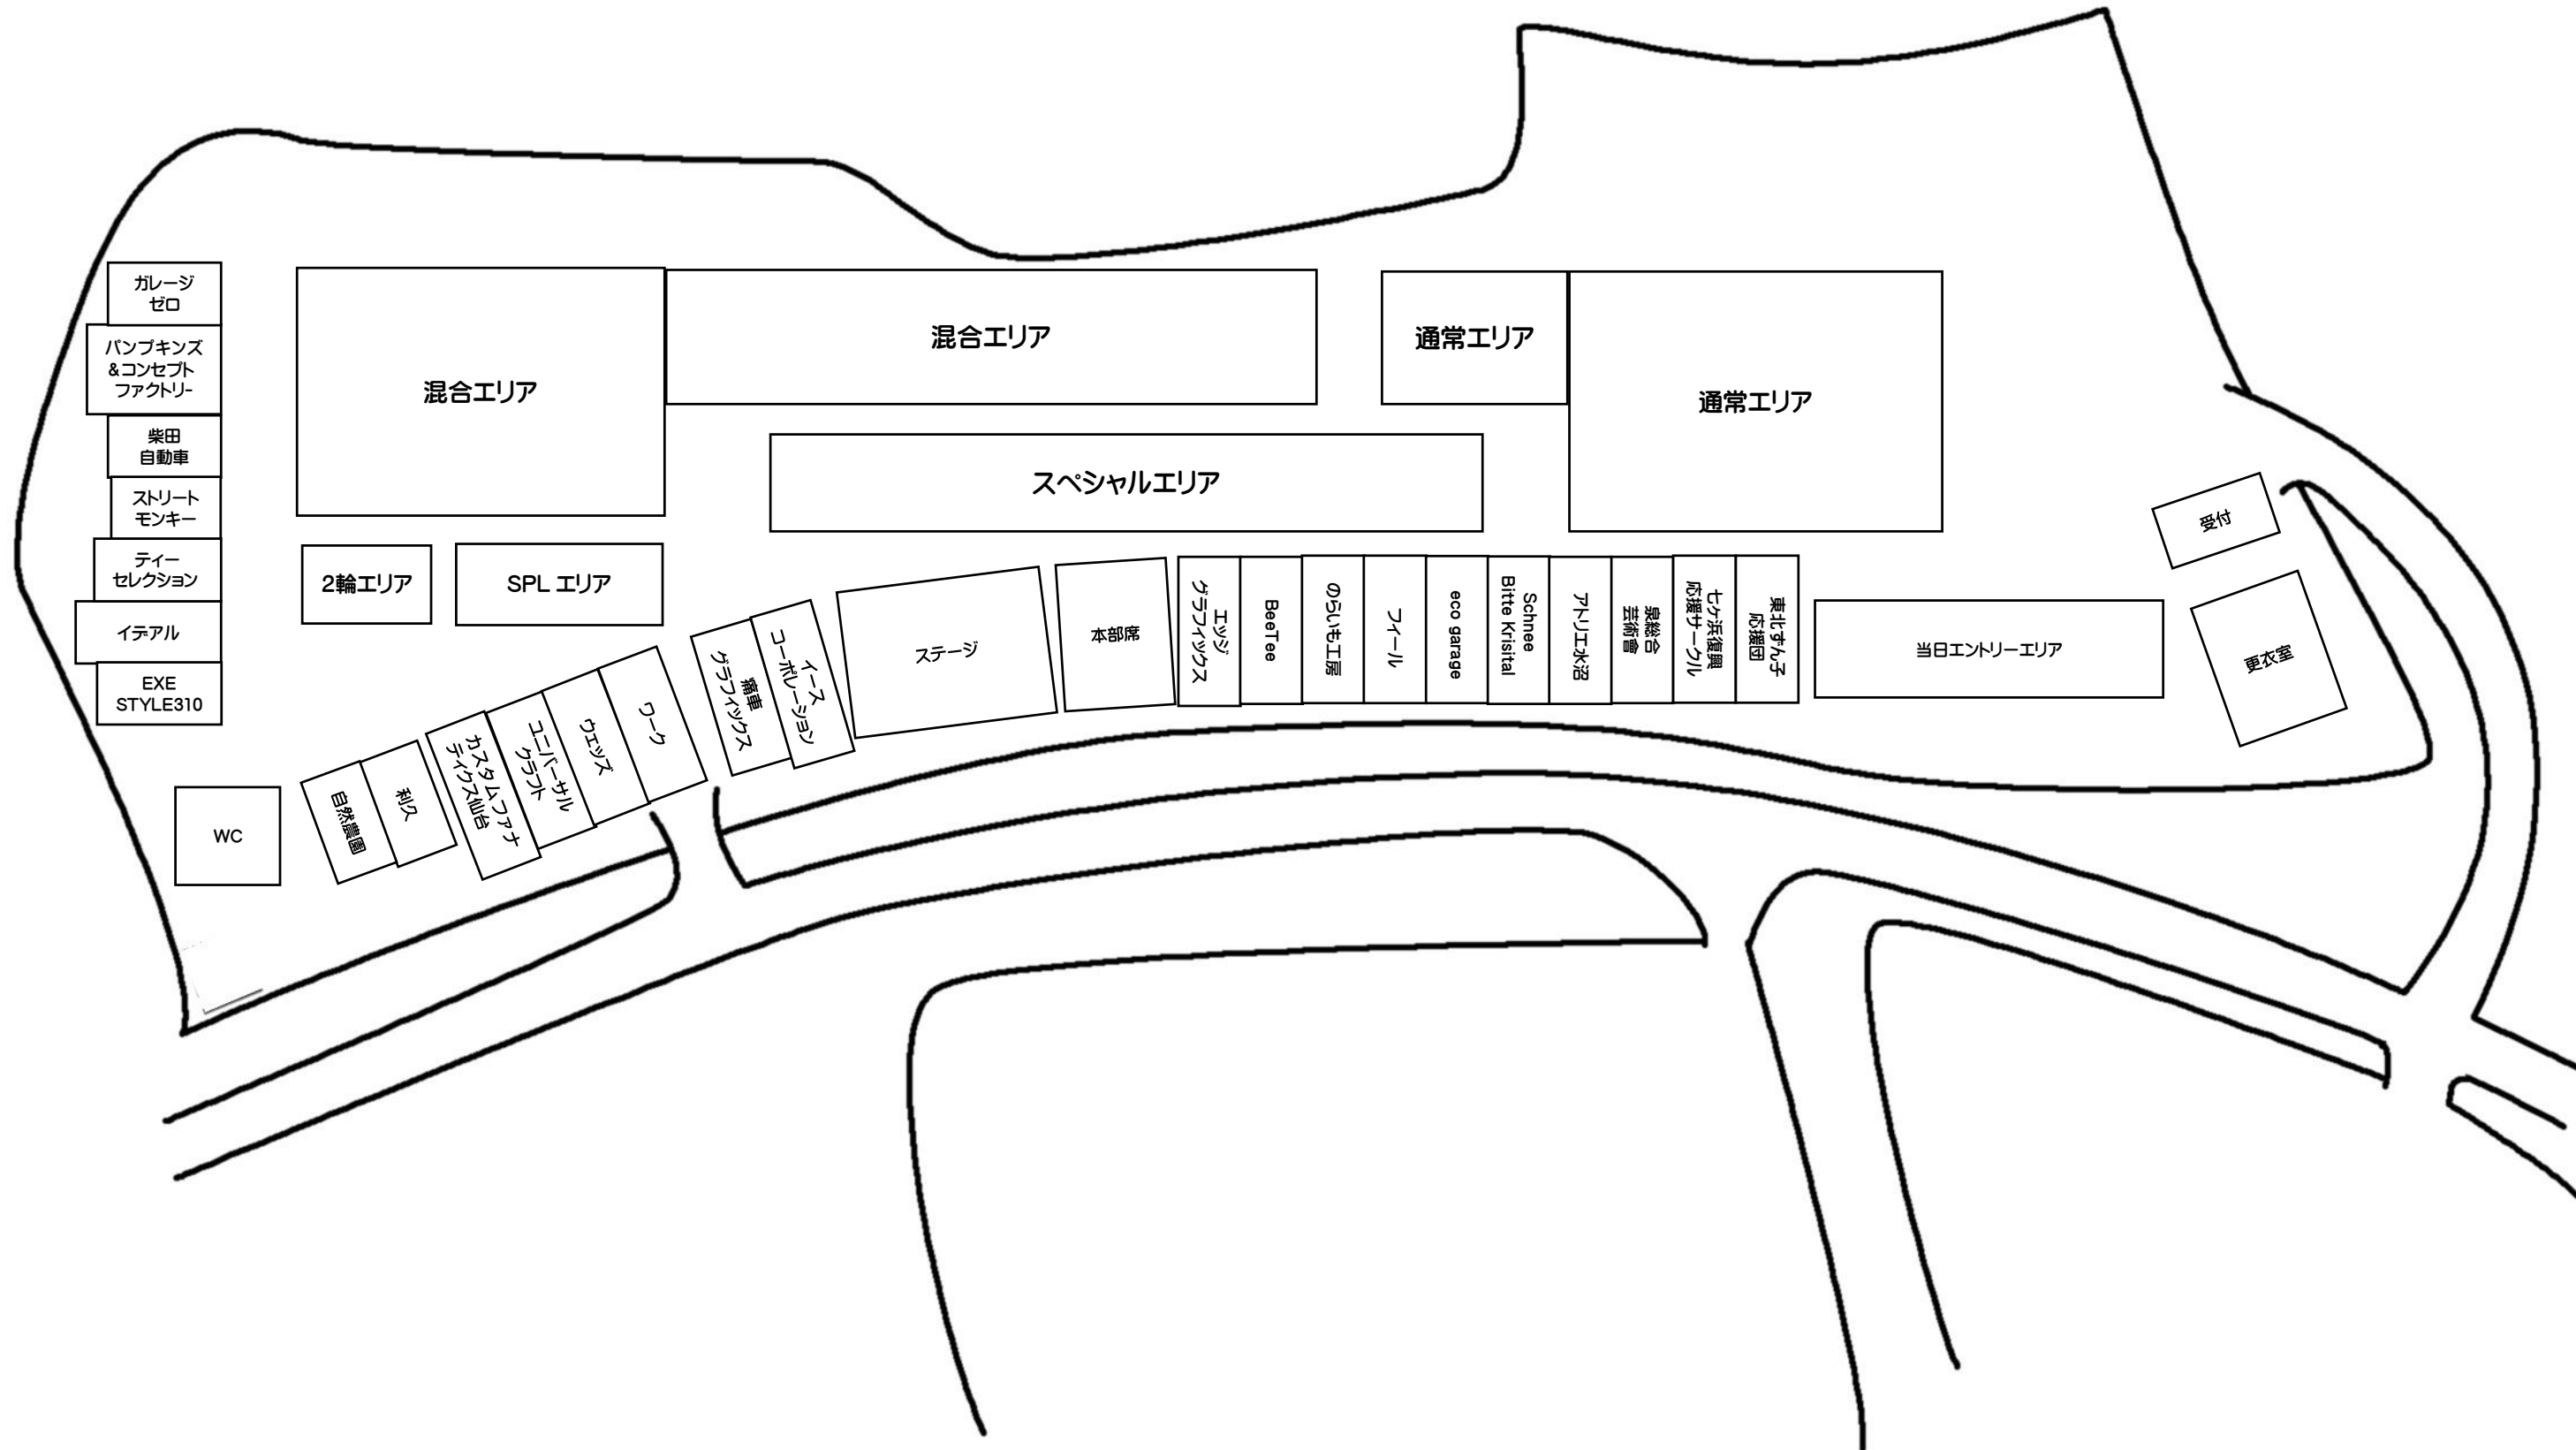 ガレージ
ゼロ
パンプキンズ
&コンセプト
ファクトリー
柴田
自動車
ストリート
モンキー
ティー
セレクション
イデアル
EXE
STYLE310
WC
混合エリア
混合エリア
通常エリア
通常エリア
スペシャルエリア
2輪エリア
SPL エリア
自然農園
利久
カスタムファナ
ティクス仙台
ユニバーサル
クラフト
ウェッズ
ワーク
痛車
グラフィックス
イース
コーポレーション
ステージ
本部席
エッジ
グラフィックス
BeeTee
のらいも工房
フィール
eco garage
Schnee
Bitte Krisital
アトリエ水沼
泉総合
芸術會
七ケ浜復興
応援サークル
東北ずん子
応援団
当日エントリーエリア
受付
更衣室